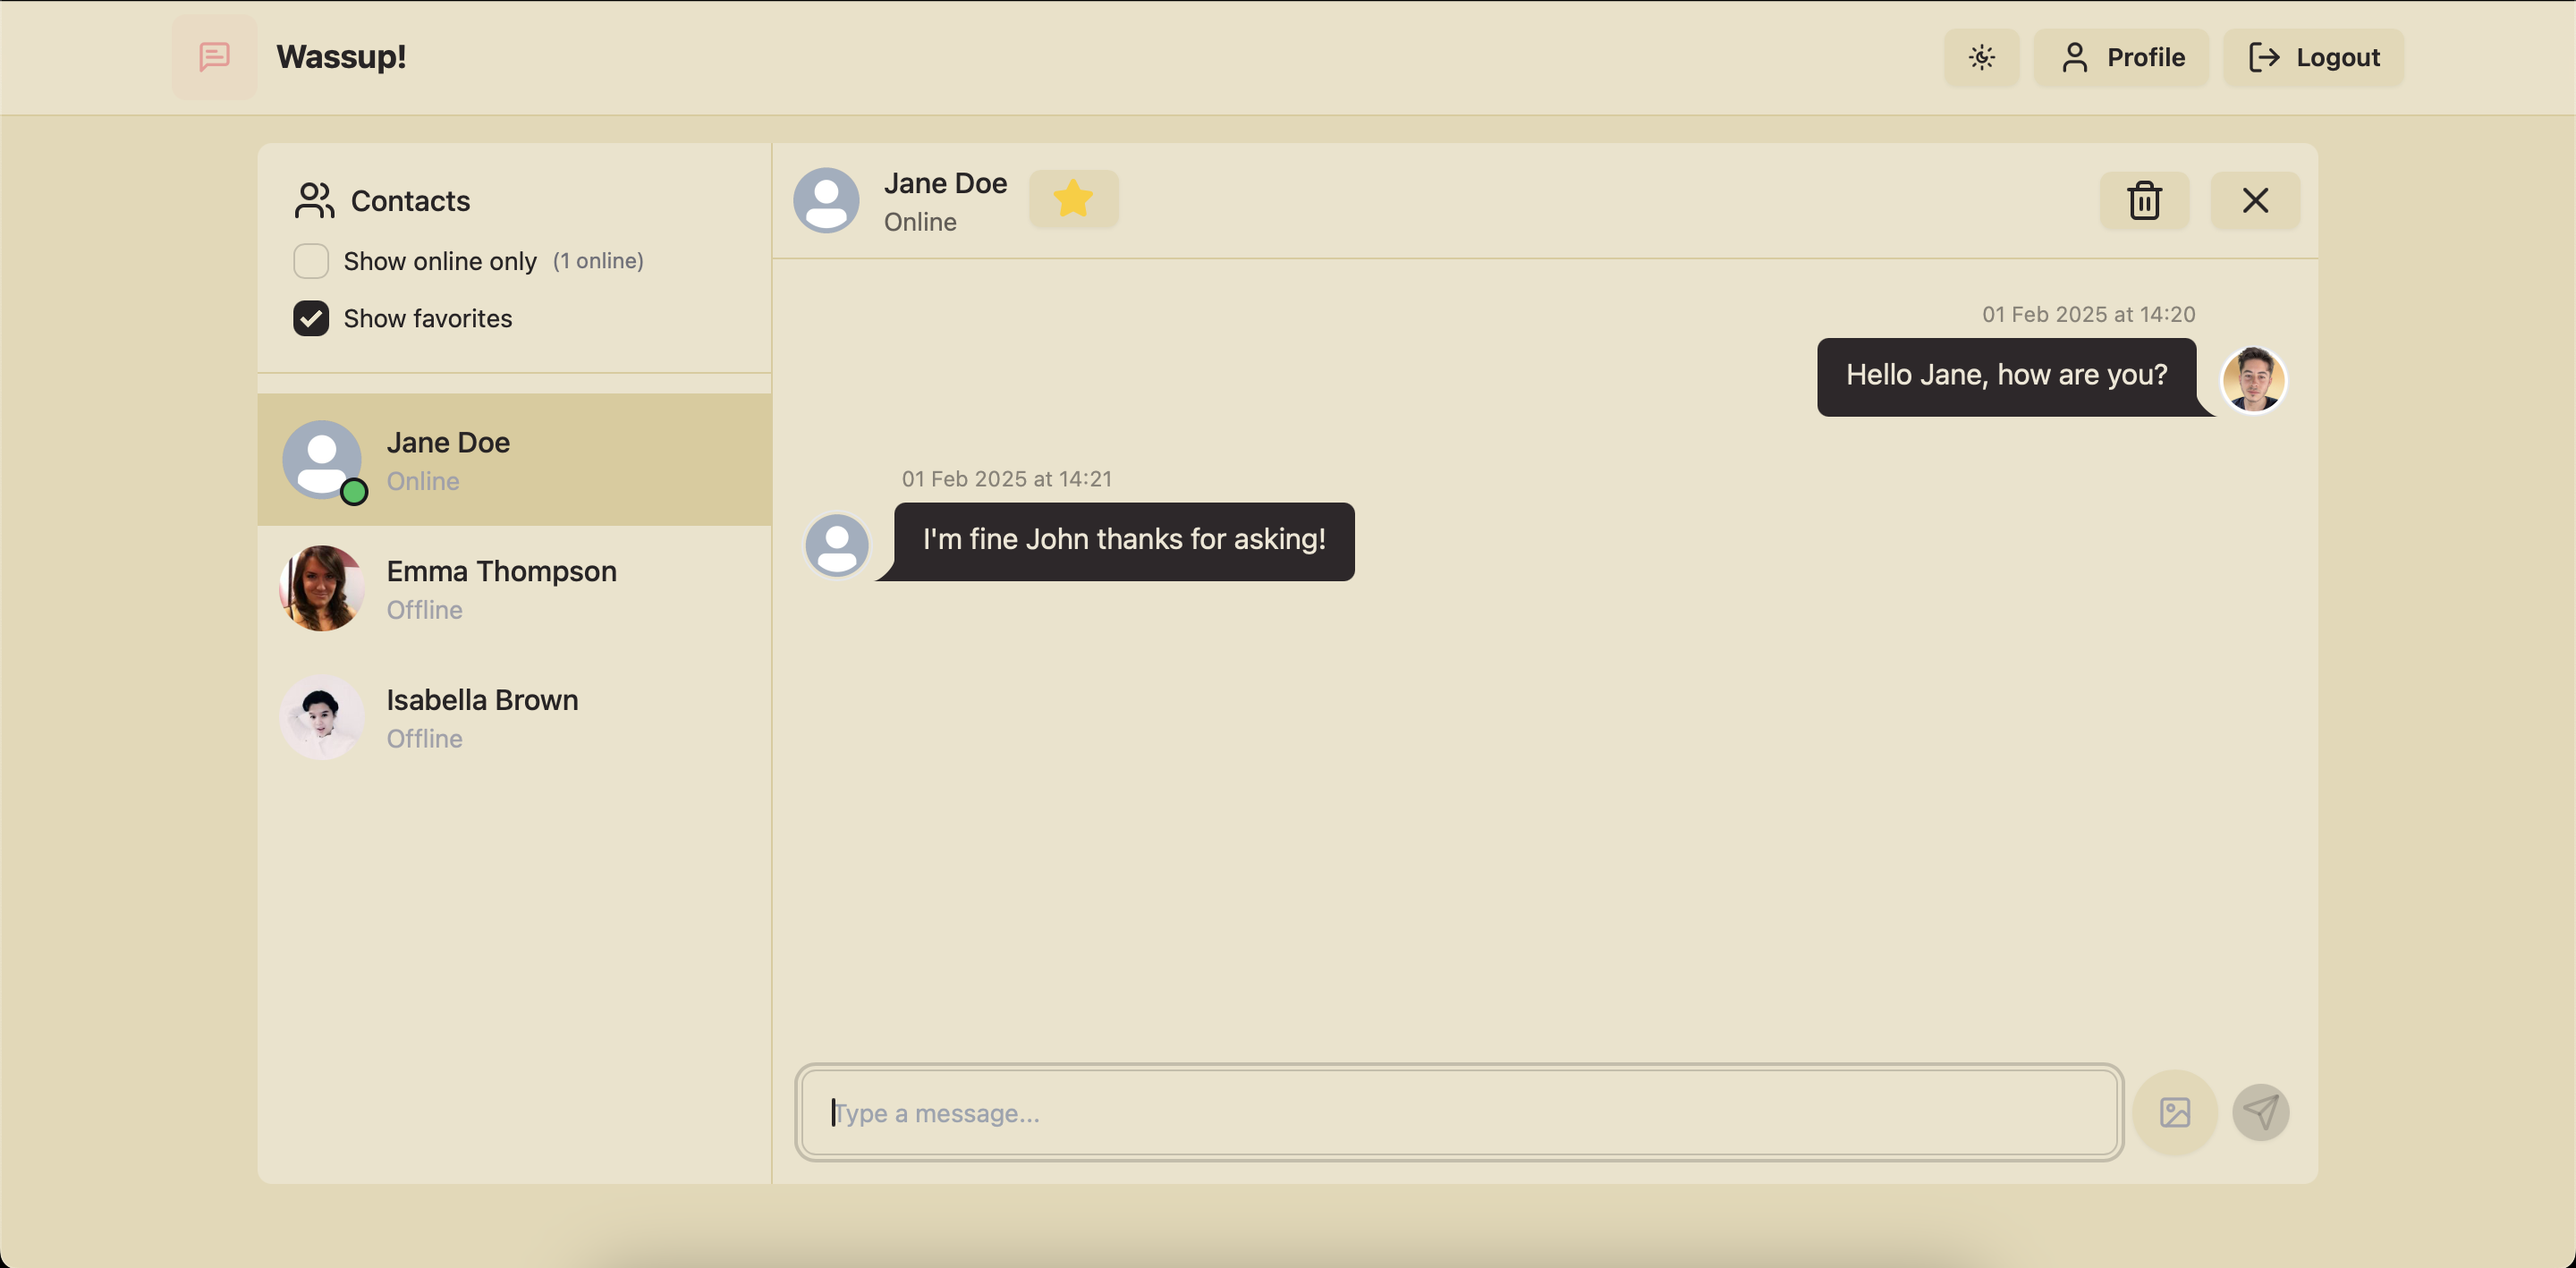 Wassup!
Profile
Logout
Contacts
Show online only (1 online)
Show favorites
Jane Doe
Online
Emma Thompson
Offline
Isabella Brown
Offline
Jane Doe
Online
01 Feb 2025 at 14:20
Hello Jane, how are you?
01 Feb 2025 at 14:21
I'm fine John thanks for asking!
Type a message...